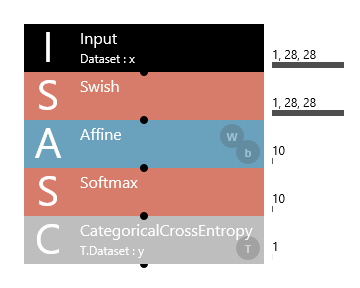 I Input
Dataset : x
1, 28, 28
S Swish
1, 28, 28
A Affine W b
10
S Softmax
10
C CategoricalCrossEntropy
T.Dataset : y T
1